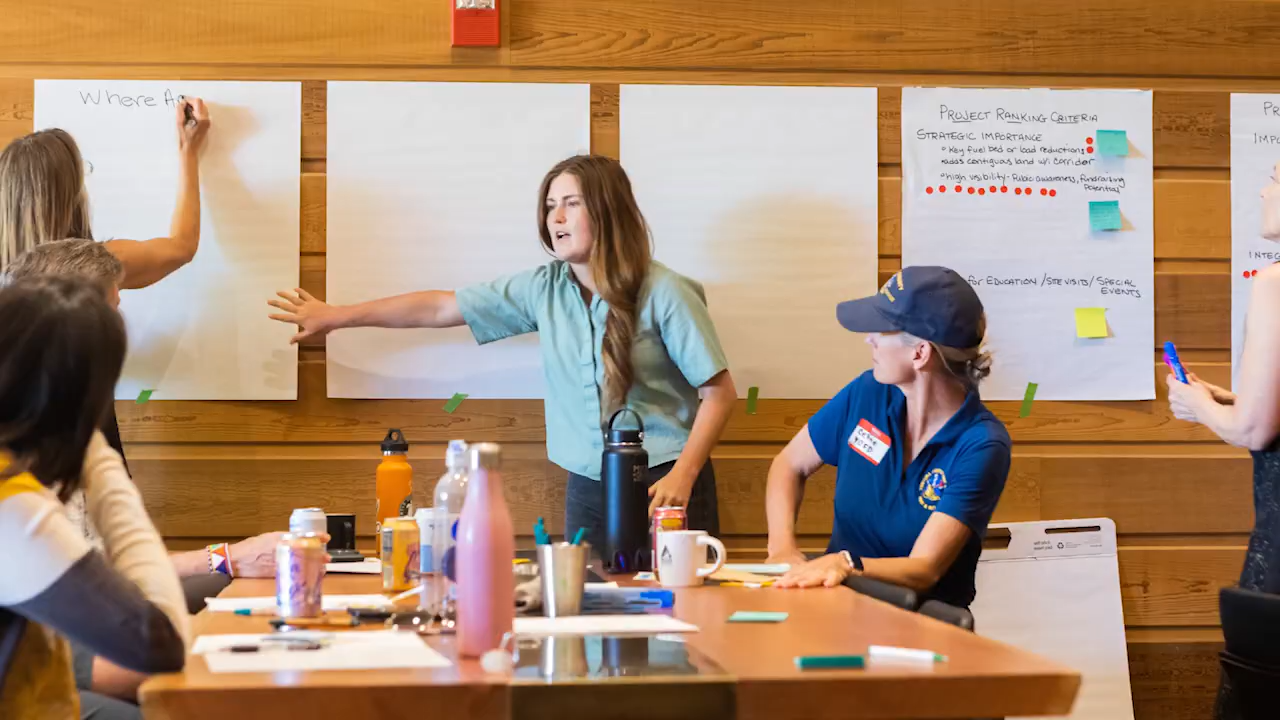 Where A
PROJECT RANKING CRITERIA
STRATEGIC IMPORTANCE
Key fuel bed or load reductions
adds contiguous land w/i corridor
High visibility - Public awareness, fundraising
Potential
for EDUCATION / SITE VISITS / SPECIAL
EVENTS
PR
IMPO
INTEG